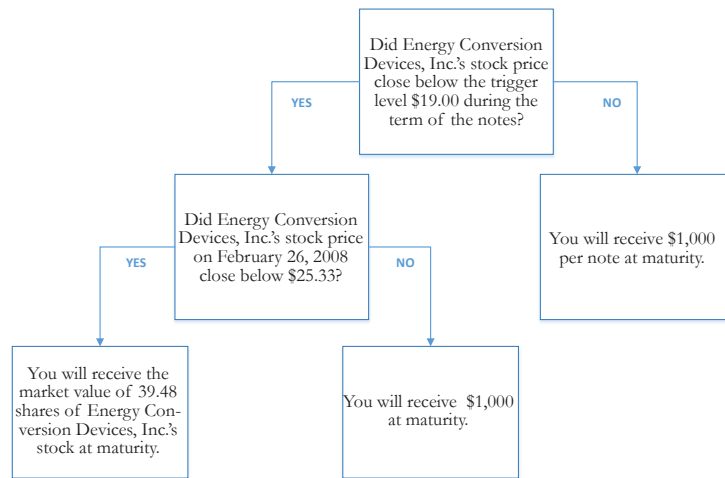 Did Energy Conversion
Devices, Inc.'s stock price
close below the trigger
level $19.00 during the
term of the notes?
YES
NO
Did Energy Conversion
Devices, Inc.'s stock price
on February 26, 2008
close below $25.33?
You will receive $1,000
per note at maturity.
YES
NO
You will receive the
market value of 39.48
shares of Energy Con-
version Devices, Inc.'s
stock at maturity.
You will receive $1,000
at maturity.